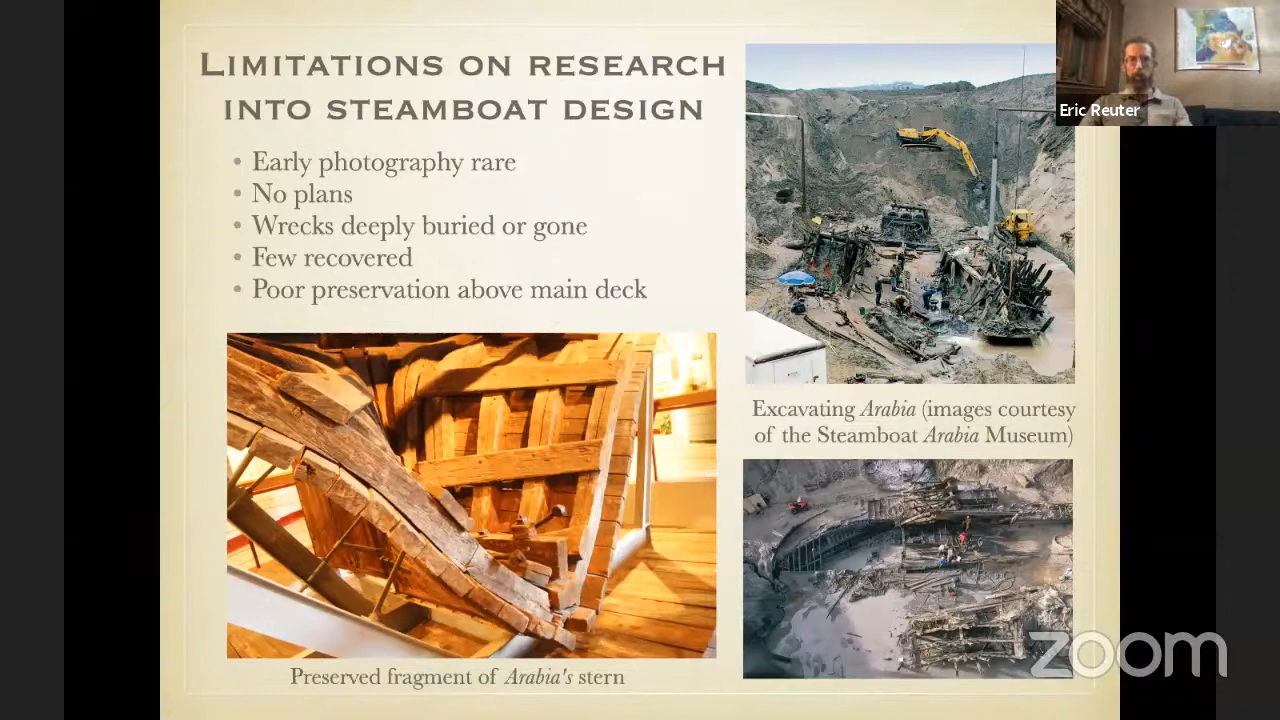 LIMITATIONS ON RESEARCH
INTO STEAMBOAT DESIGN
• Early photography rare
• No plans
• Wrecks deeply buried or gone
• Few recovered
• Poor preservation above main deck
Eric Reuter
Excavating Arabia (images courtesy
of the Steamboat Arabia Museum)
Preserved fragment of Arabia's stern
zoom